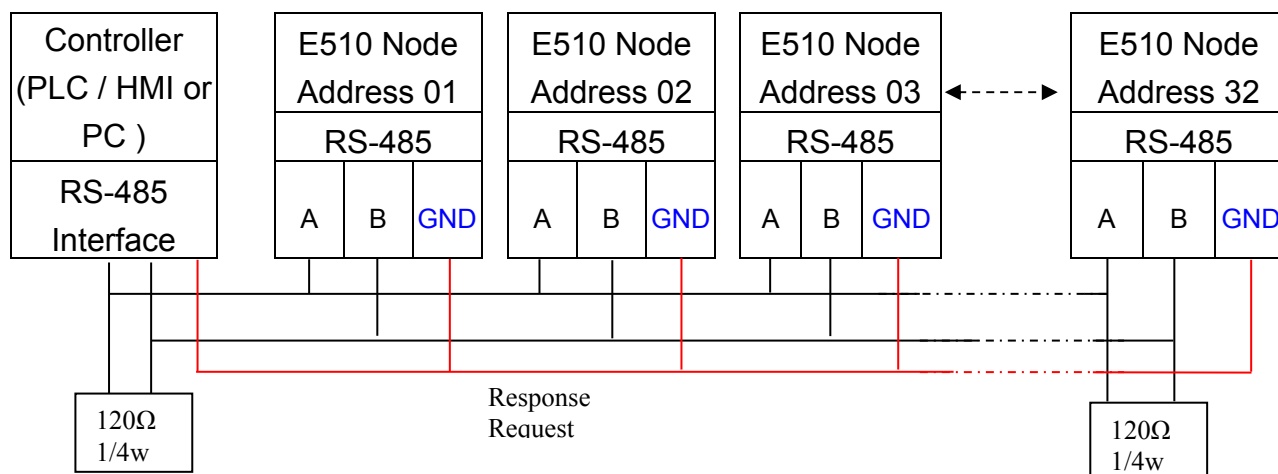 Controller
(PLC / HMI or
PC )
RS-485
Interface
E510 Node
Address 01
RS-485
A B GND
E510 Node
Address 02
RS-485
A B GND
E510 Node
Address 03
RS-485
A B GND
E510 Node
Address 32
RS-485
A B GND
Response
Request
120Ω
1/4w
120Ω
1/4w